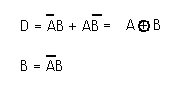 D = A̅B + AB̅ = A ⊕ B
B = A̅B